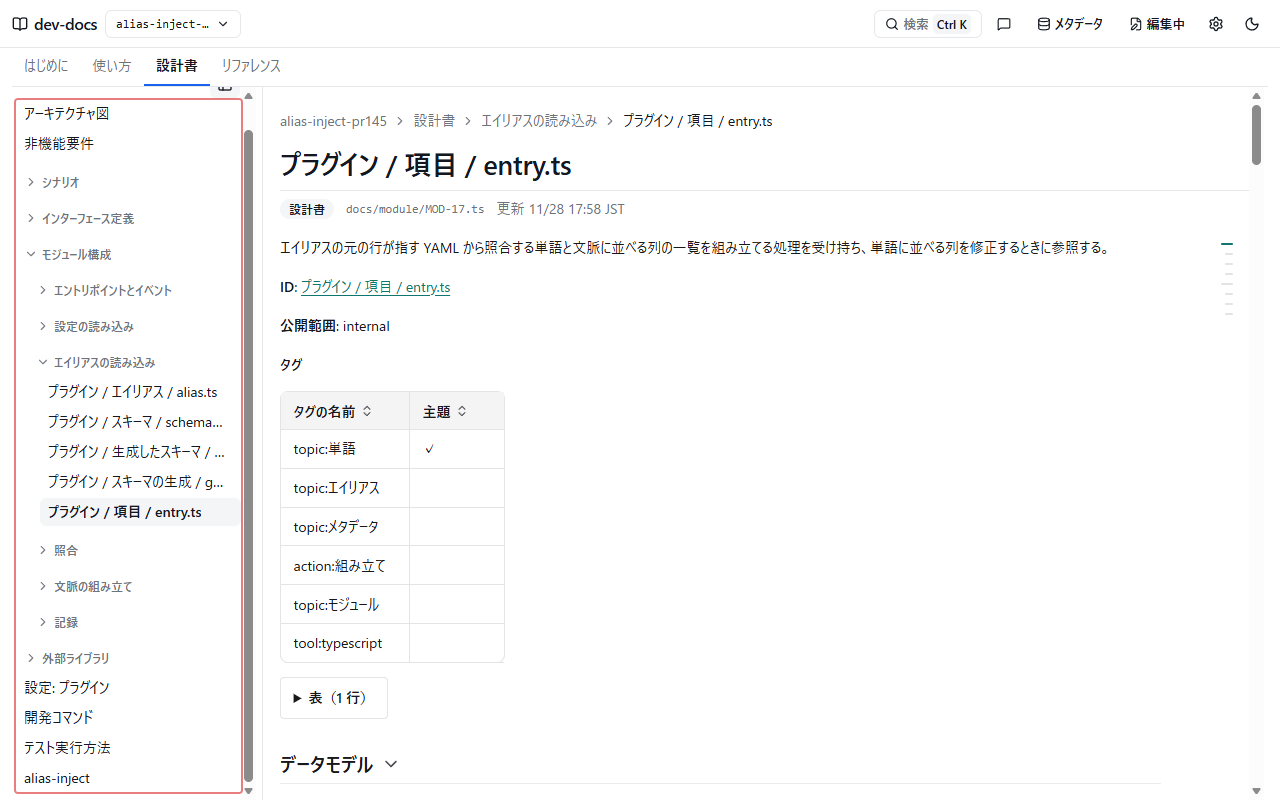 dev-docs
alias-inject-…
検索 Ctrl K
メタデータ
編集中
はじめに
使い方
設計書
リファレンス
アーキテクチャ図
非機能要件
シナリオ
インターフェース定義
モジュール構成
エントリポイントとイベント
設定の読み込み
エイリアスの読み込み
プラグイン / エイリアス / alias.ts
プラグイン / スキーマ / schema...
プラグイン / 生成したスキーマ / ...
プラグイン / スキーマの生成 / g...
プラグイン / 項目 / entry.ts
照合
文脈の組み立て
記録
外部ライブラリ
設定: プラグイン
開発コマンド
テスト実行方法
alias-inject
alias-inject-pr145 > 設計書 > エイリアスの読み込み > プラグイン / 項目 / entry.ts
プラグイン / 項目 / entry.ts
設計書 docs/module/MOD-17.ts 更新 11/28 17:58 JST
エイリアスの元の行が指す YAML から照合する単語と文脈に並べる列の一覧を組み立てる処理を受け持ち、単語に並べる列を修正するときに参照する。
ID: プラグイン / 項目 / entry.ts
公開範囲: internal
タグ
タグの名前 主題
topic:単語 ✓
topic:エイリアス
topic:メタデータ
action:組み立て
topic:モジュール
tool:typescript
▶ 表（1 行）
データモデル